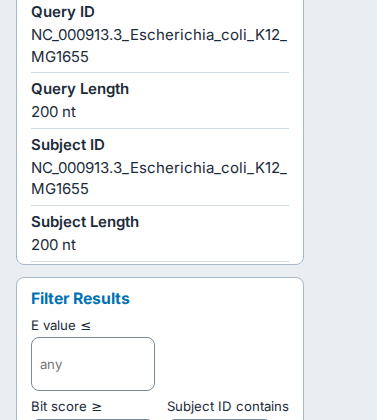 Query ID
NC_000913.3_Escherichia_coli_K12_
MG1655
Query Length
200 nt
Subject ID
NC_000913.3_Escherichia_coli_K12_
MG1655
Subject Length
200 nt
Filter Results
E value ≤
any
Bit score ≥ Subject ID contains